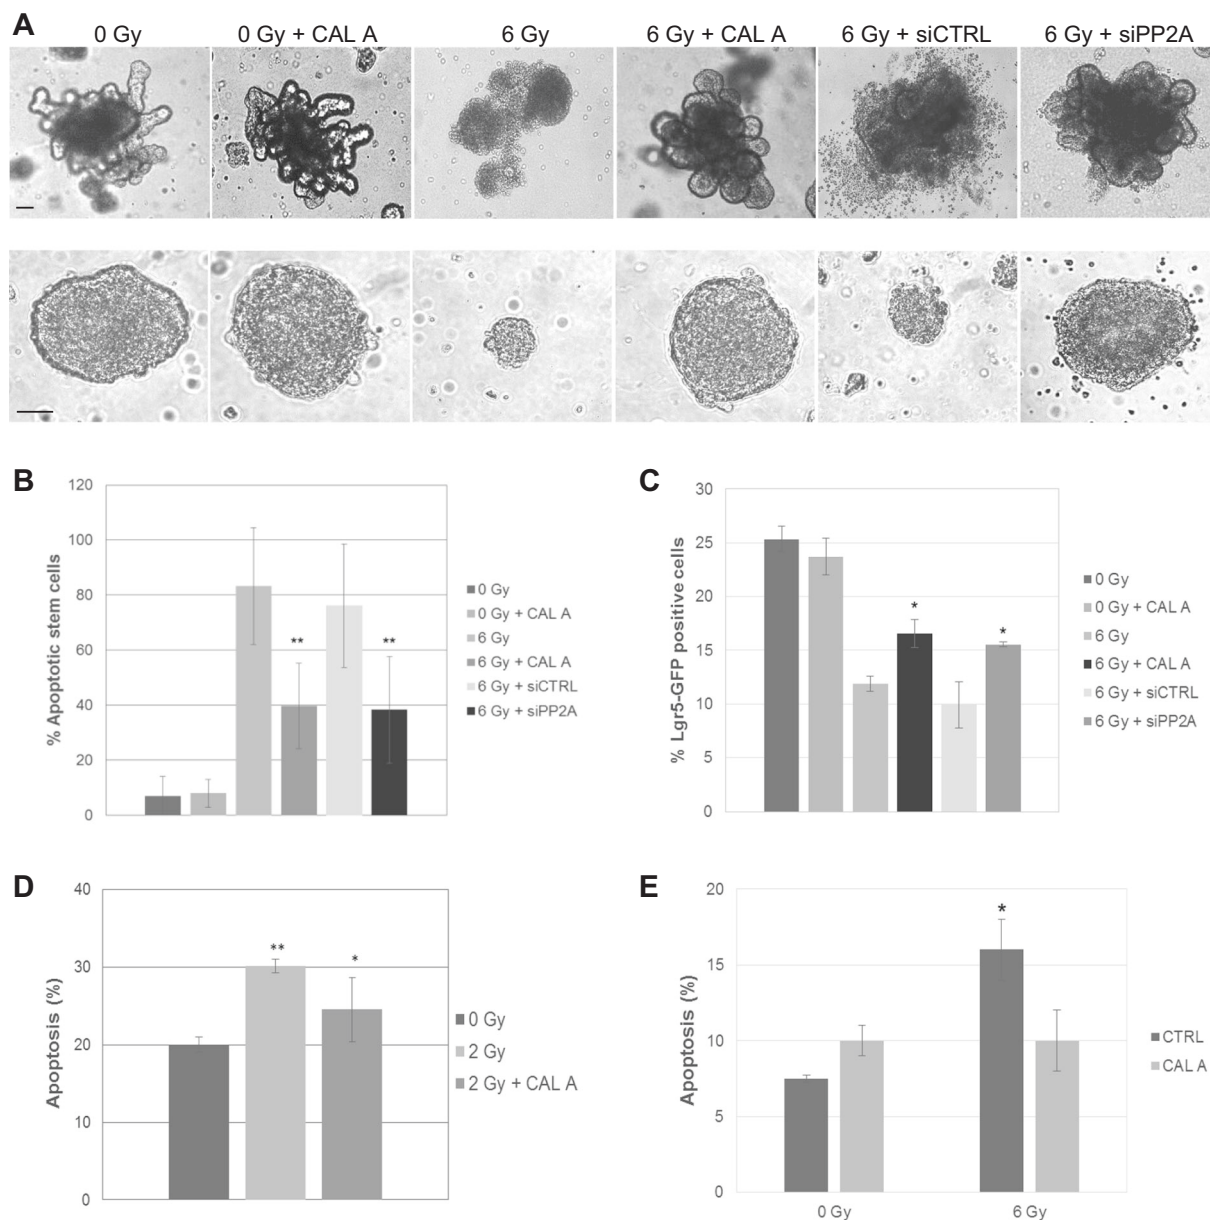 A
0 Gy
0 Gy + CAL A
6 Gy
6 Gy + CAL A
6 Gy + siCTRL
6 Gy + siPP2A
B
% Apoptotic stem cells
120
100
80
60
40
20
0
**
**
0 Gy
0 Gy + CAL A
6 Gy
6 Gy + CAL A
6 Gy + siCTRL
6 Gy + siPP2A
C
% Lgr5-GFP positive cells
30
25
20
15
10
5
0
*
*
0 Gy
0 Gy + CAL A
6 Gy
6 Gy + CAL A
6 Gy + siCTRL
6 Gy + siPP2A
D
Apoptosis (%)
40
30
20
10
0
**
*
0 Gy
2 Gy
2 Gy + CAL A
E
Apoptosis (%)
20
15
10
5
0
*
0 Gy
6 Gy
CTRL
CAL A